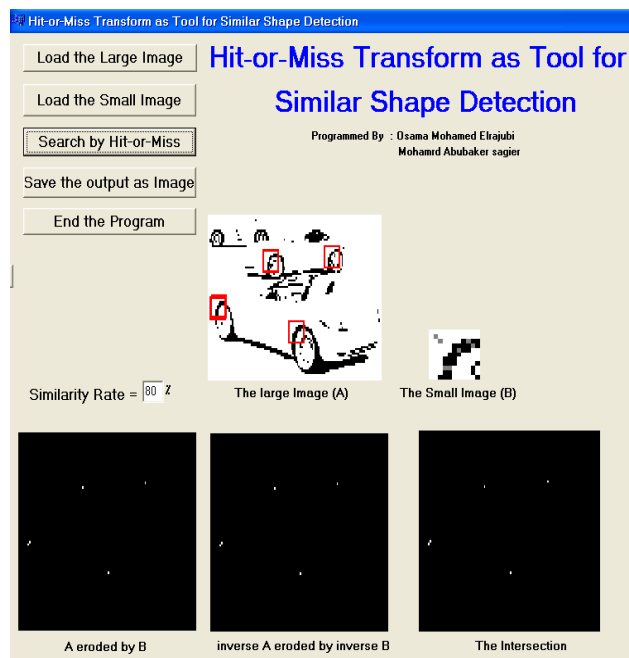 Hit-or-Miss Transform as Tool for Similar Shape Detection
Load the Large Image
Load the Small Image
Search by Hit-or-Miss
Save the output as Image
End the Program
Hit-or-Miss Transform as Tool for
Similar Shape Detection
Programmed By : Osama Mohamed Elrajubi
Mohamrd Abubaker sagier
Similarity Rate = 80 %
The large Image (A)
The Small Image (B)
A eroded by B
inverse A eroded by inverse B
The Intersection